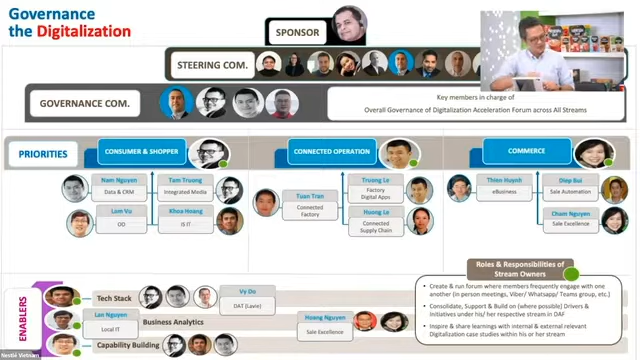 Governance
the Digitalization
SPONSOR
STEERING COM.
GOVERNANCE COM.
Key members in charge of
Overall Governance of Digitalization Acceleration Forum across All Streams
PRIORITIES
CONSUMER & SHOPPER
CONNECTED OPERATION
COMMERCE
Nam Nguyen
Data & CRM
Tam Truong
Integrated Media
Lam Vu
OO
Khoa Hoang
IS IT
Tuan Tran
Connected
Factory
Truong Le
Factory
Digital Apps
Huong Le
Connected
Supply Chain
Thien Huynh
eBusiness
Diep Bui
Sale Automation
Cham Nguyen
Sale Excellence
ENABLERS
Tech Stack
Vy Do
DAT (Lavie)
Lan Nguyen
Local IT
Business Analytics
Hoang Nguyen
Sale Excellence
Capability Building
Roles & Responsibilities of
Stream Owners
• Create & run forum where members frequently engage with one
another (in person meetings, Viber/ Whatsapp/ Teams group, etc.)
• Consolidate, Support & Build on (where possible) Drivers &
Initiatives under his/ her respective stream in DAF
• Inspire & share learnings with internal & external relevant
Digitalization case studies within his or her stream
Nestlé Vietnam